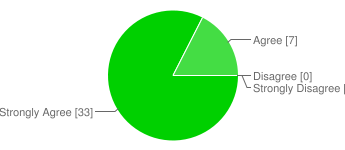 Agree [7]
Disagree [0]
Strongly Disagree [
Strongly Agree [33]